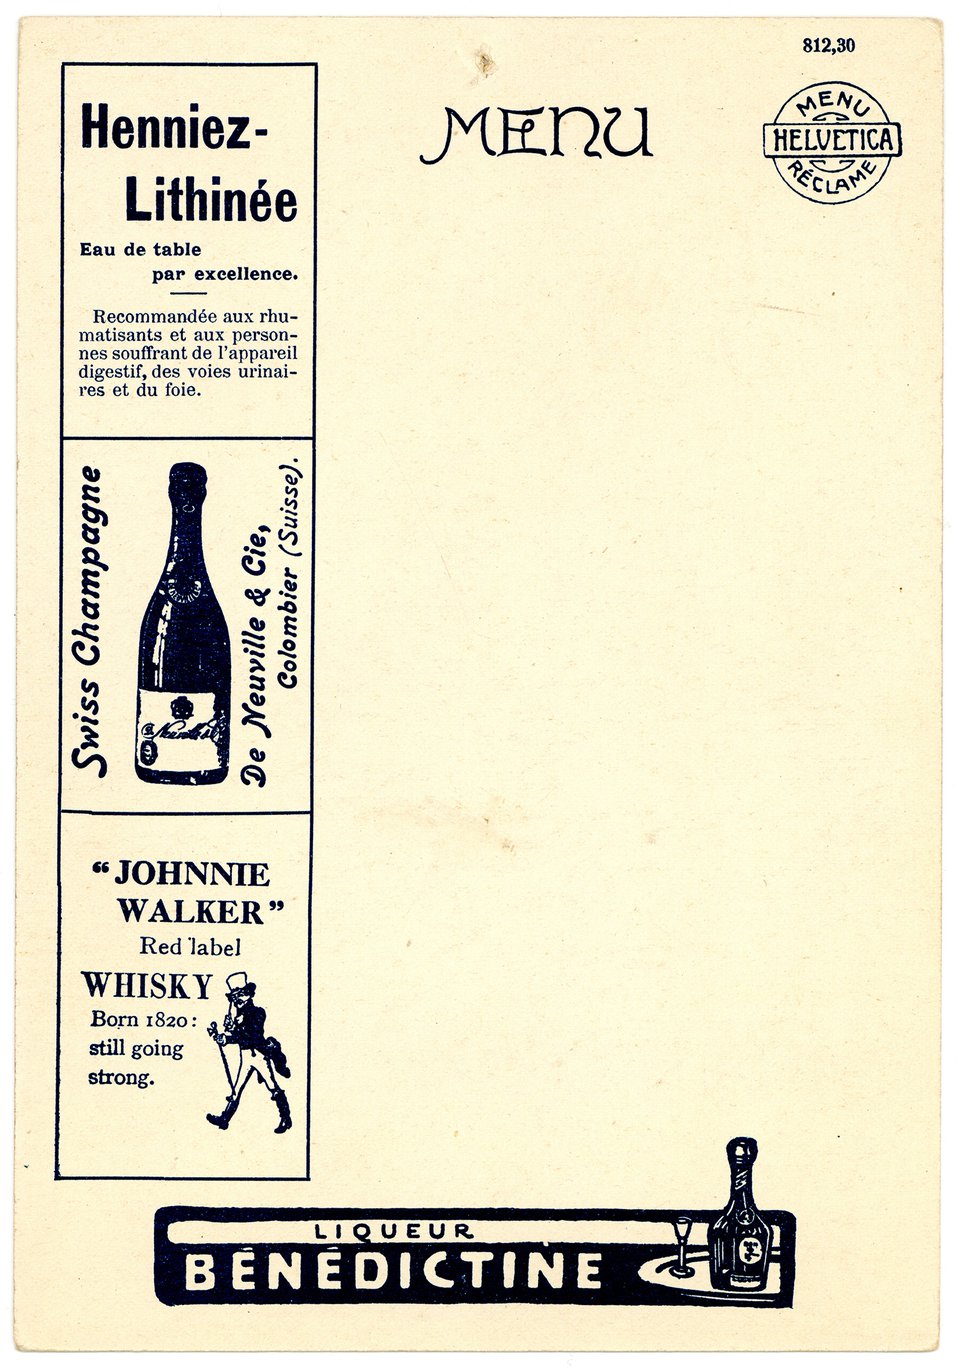 812,30
MENU
MENU
HELVETICA
RÉCLAME
Henniez-
Lithinée
Eau de table
par excellence.
Recommandée aux rhu-
matisants et aux person-
nes souffrant de l'appareil
digestif, des voies urinai-
res et du foie.
Swiss Champagne
De Neuville & Cie,
Colombier (Suisse).
"JOHNNIE
WALKER"
Red label
WHISKY
Born 1820:
still going
strong.
LIQUEUR
BÉNÉDICTINE